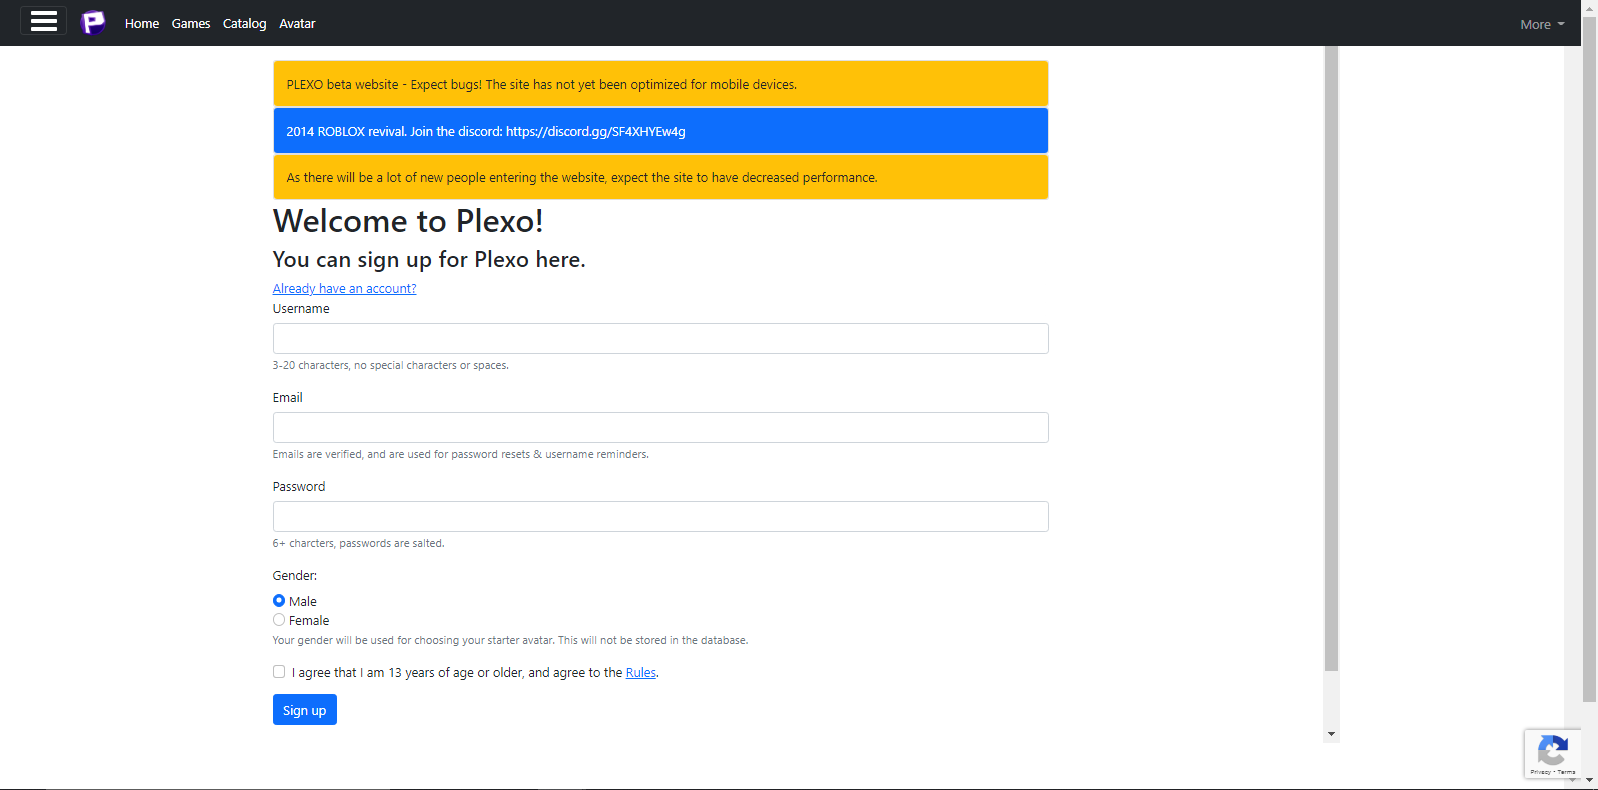 Home Games Catalog Avatar More
PLEXO beta website - Expect bugs! The site has not yet been optimized for mobile devices.
2014 ROBLOX revival. Join the discord: https://discord.gg/SF4XHYEw4g
As there will be a lot of new people entering the website, expect the site to have decreased performance.
Welcome to Plexo!
You can sign up for Plexo here.
Already have an account?
Username
3-20 characters, no special characters or spaces.
Email
Emails are verified, and are used for password resets & username reminders.
Password
6+ charcters, passwords are salted.
Gender:
Male
Female
Your gender will be used for choosing your starter avatar. This will not be stored in the database.
I agree that I am 13 years of age or older, and agree to the Rules.
Sign up
Privacy - Terms